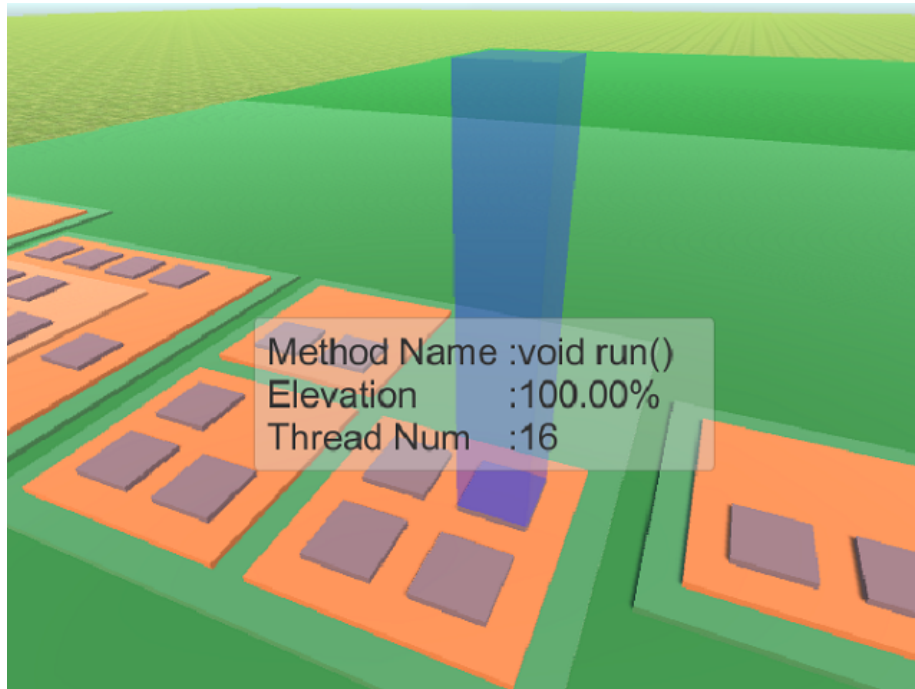 Method Name :void run()
Elevation :100.00%
Thread Num :16